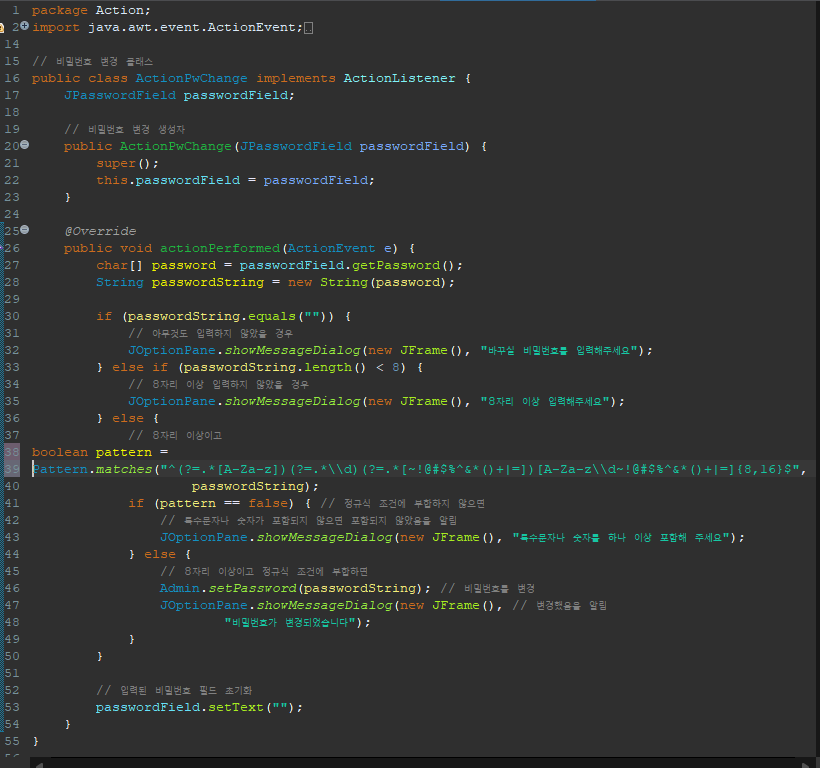 1 package Action;
2 import java.awt.event.ActionEvent;
14
15 // 비밀번호 변경 클래스
16 public class ActionPwChange implements ActionListener {
17 JPasswordField passwordField;
18
19 // 비밀번호 변경 생성자
20 public ActionPwChange(JPasswordField passwordField) {
21 super();
22 this.passwordField = passwordField;
23 }
24
25 @Override
26 public void actionPerformed(ActionEvent e) {
27 char[] password = passwordField.getPassword();
28 String passwordString = new String(password);
29
30 if (passwordString.equals("")) {
31 // 아무것도 입력하지 않았을 경우
32 JOptionPane.showMessageDialog(new JFrame(), "바꾸실 비밀번호를 입력해주세요");
33 } else if (passwordString.length() < 8) {
34 // 8자리 이상 입력하지 않았을 경우
35 JOptionPane.showMessageDialog(new JFrame(), "8자리 이상 입력해주세요");
36 } else {
37 // 8자리 이상이고
38 boolean pattern =
39 Pattern.matches("^(?=.*[A-Za-z])(?=.*\\d)(?=.*[~!@#$%^&*()+|=])[A-Za-z\\d~!@#$%^&*()+|=]{8,16}$",
40 passwordString);
41 if (pattern == false) { // 정규식 조건에 부합하지 않으면
42 // 특수문자나 숫자가 포함되지 않으면 포함되지 않았음을 알림
43 JOptionPane.showMessageDialog(new JFrame(), "특수문자나 숫자를 하나 이상 포함해 주세요");
44 } else {
45 // 8자리 이상이고 정규식 조건에 부합하면
46 Admin.setPassword(passwordString); // 비밀번호를 변경
47 JOptionPane.showMessageDialog(new JFrame(), // 변경했음을 알림
48 "비밀번호가 변경되었습니다");
49 }
50 }
51
52 // 입력된 비밀번호 필드 초기화
53 passwordField.setText("");
54 }
55 }